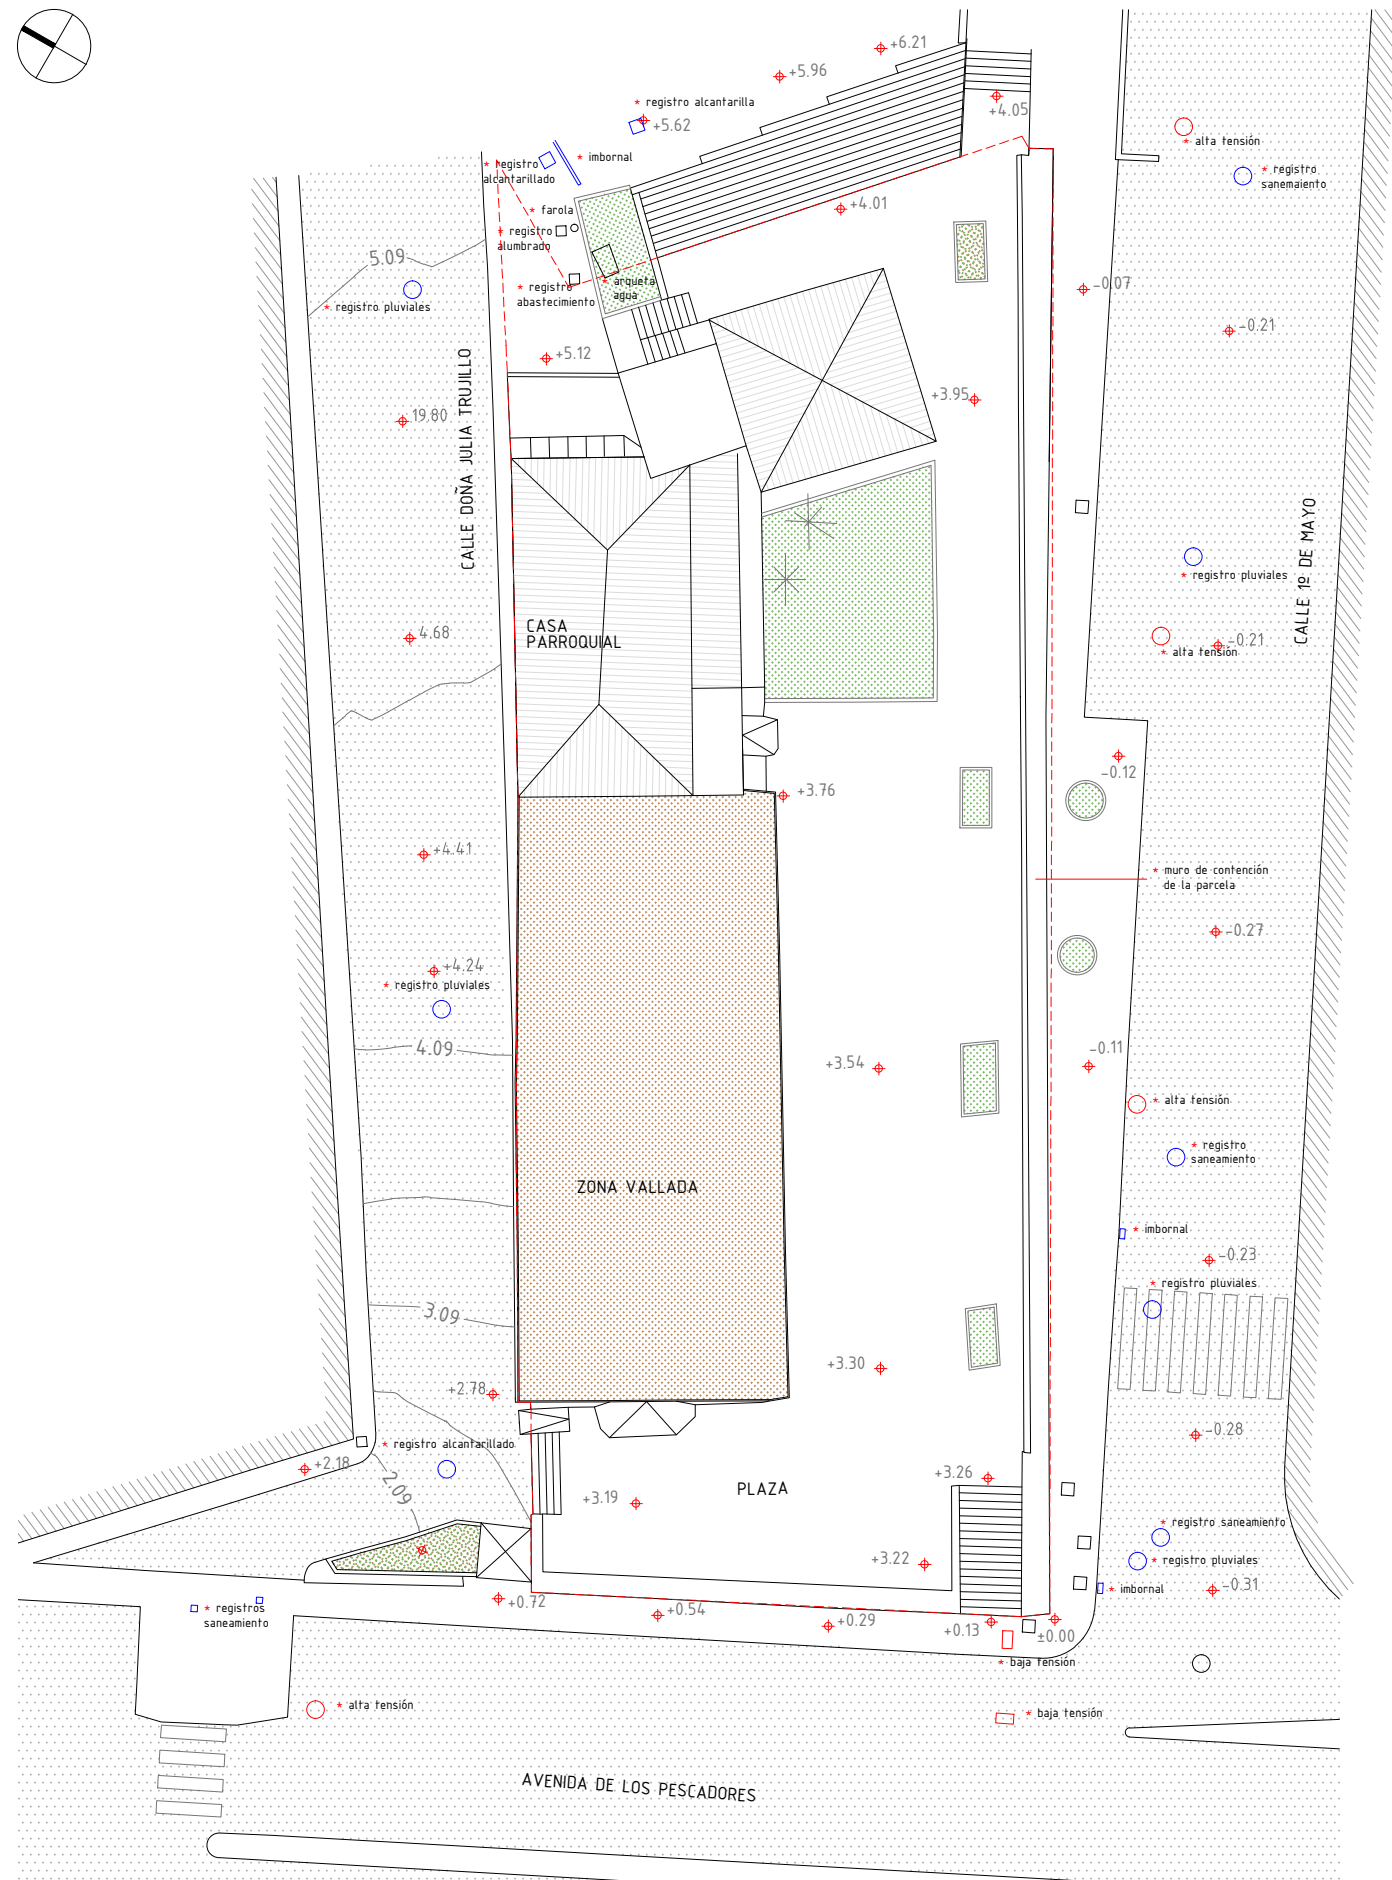 +6.21
+5.96
* registro alcantarilla
+5.62
+4.05
* alta tensión
* imbornal
* registro
alcantarillado
* registro
sanemaiento
+4.01
* farola
* registro
alumbrado
5.09
* arqueta
agua
* registro
abastecimiento
-0.07
* registro pluviales
-0.21
+5.12
+3.95
19.80
CALLE DOÑA JULIA TRUJILLO
CALLE 1º DE MAYO
* registro pluviales
4.68
CASA
PARROQUIAL
-0.21
* alta tensión
-0.12
+3.76
+4.41
* muro de contención
de la parcela
-0.27
+4.24
* registro pluviales
4.09
-0.11
+3.54
* alta tensión
* registro
saneamiento
ZONA VALLADA
* imbornal
-0.23
* registro pluviales
3.09
+3.30
+2.78
-0.28
* registro alcantarillado
+2.18
2.09
+3.26
PLAZA
+3.19
* registro saneamiento
+3.22
* registro pluviales
* imbornal
-0.31
+0.72
* registros
saneamiento
+0.54
+0.29
+0.13
±0.00
* baja tensión
* alta tensión
* baja tensión
AVENIDA DE LOS PESCADORES